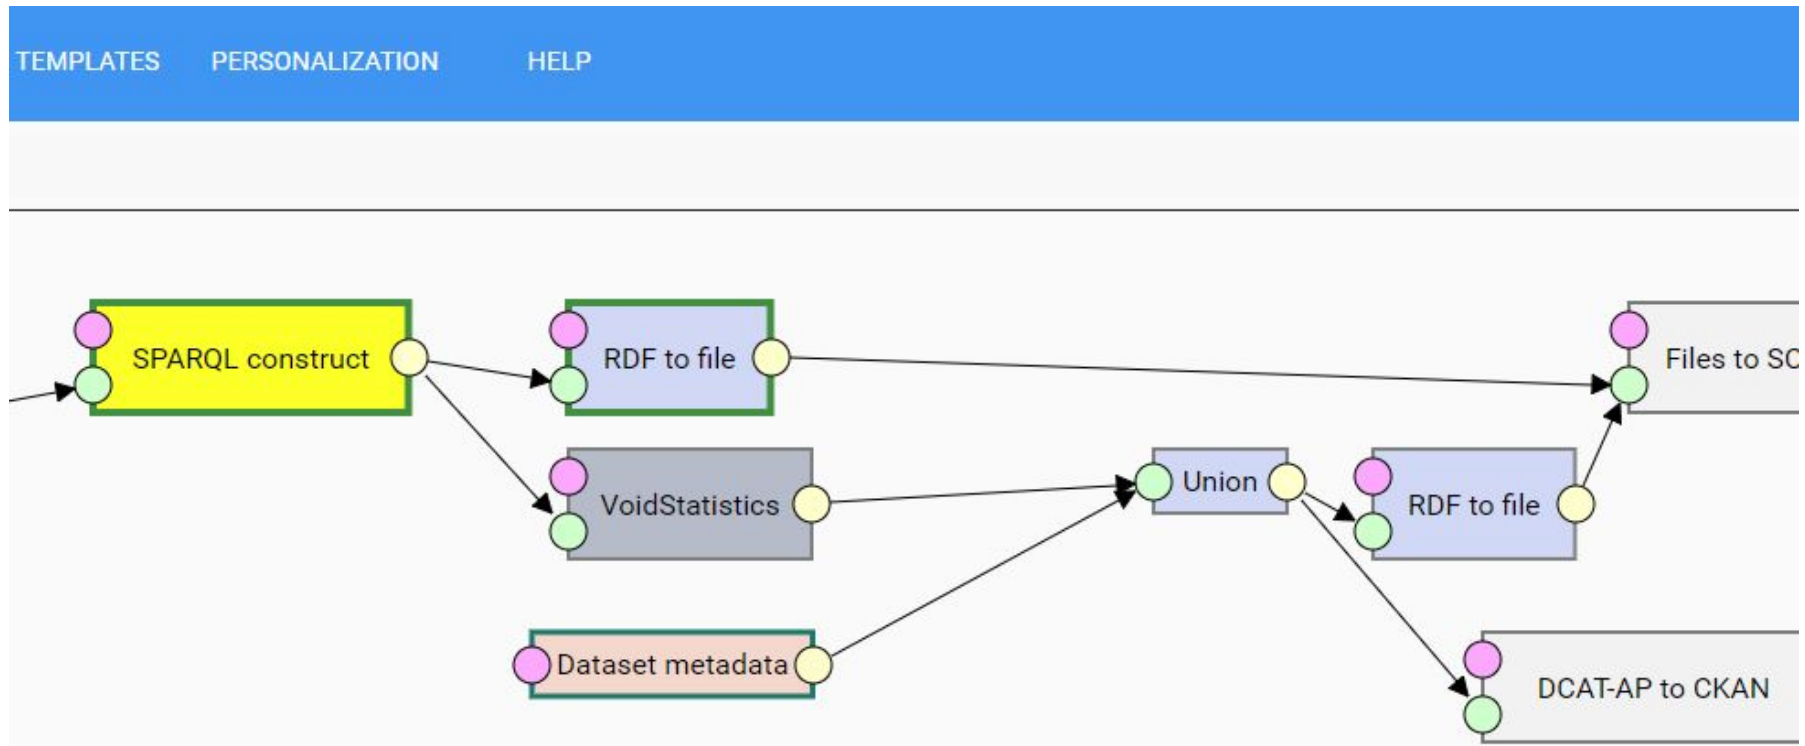 TEMPLATES PERSONALIZATION HELP
SPARQL construct
RDF to file
Files to SC
VoidStatistics
Union
RDF to file
Dataset metadata
DCAT-AP to CKAN